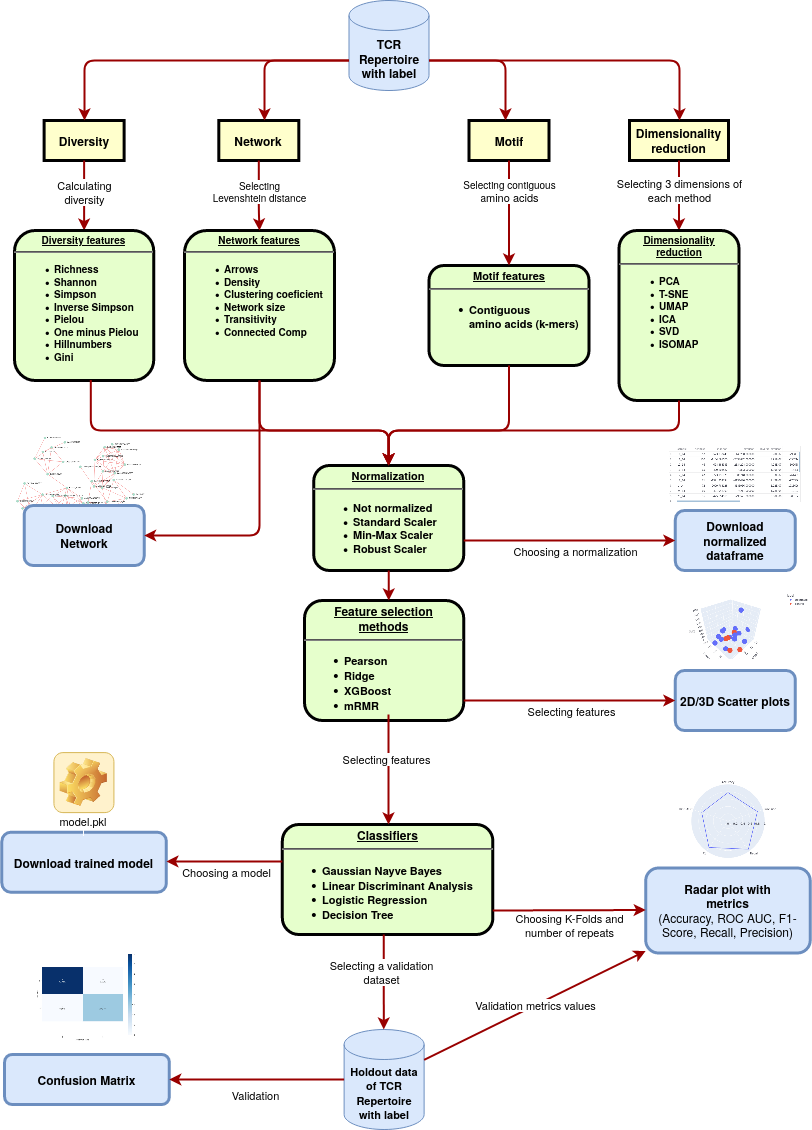 TCR
Repertoire
with label
Diversity
Network
Motif
Dimensionality
reduction
Calculating
diversity
Selecting
Levenshtein distance
Selecting contiguous
amino acids
Selecting 3 dimensions of
each method
Diversity features
• Richness
• Shannon
• Simpson
• Inverse Simpson
• Pielou
• One minus Pielou
• Hillnumbers
• Gini
Network features
• Arrows
• Density
• Clustering coeficient
• Network size
• Transitivity
• Connected Comp
Motif features
• Contiguous
amino acids (k-mers)
Dimensionality
reduction
• PCA
• T-SNE
• UMAP
• ICA
• SVD
• ISOMAP
Download
Network
Normalization
• Not normalized
• Standard Scaler
• Min-Max Scaler
• Robust Scaler
Choosing a normalization
Download
normalized
dataframe
Feature selection
methods
• Pearson
• Ridge
• XGBoost
• mRMR
Selecting features
2D/3D Scatter plots
Selecting features
model.pkl
Download trained model
Choosing a model
Classifiers
• Gaussian Nayve Bayes
• Linear Discriminant Analysis
• Logistic Regression
• Decision Tree
Choosing K-Folds and
number of repeats
Radar plot with
metrics
(Accuracy, ROC AUC, F1-
Score, Recall, Precision)
Selecting a validation
dataset
Validation metrics values
Confusion Matrix
Validation
Holdout data
of TCR
Repertoire
with label